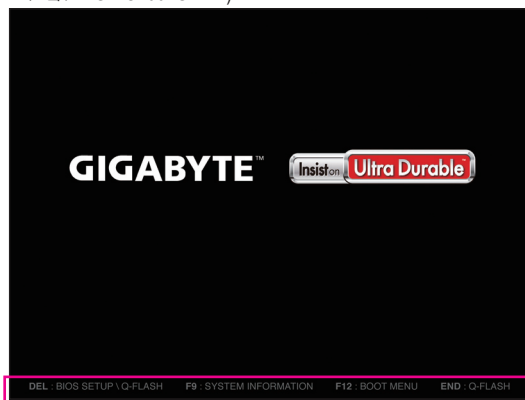 GIGABYTE™
Insist on Ultra Durable™
DEL : BIOS SETUP \ Q-FLASH F9 : SYSTEM INFORMATION F12 : BOOT MENU END : Q-FLASH